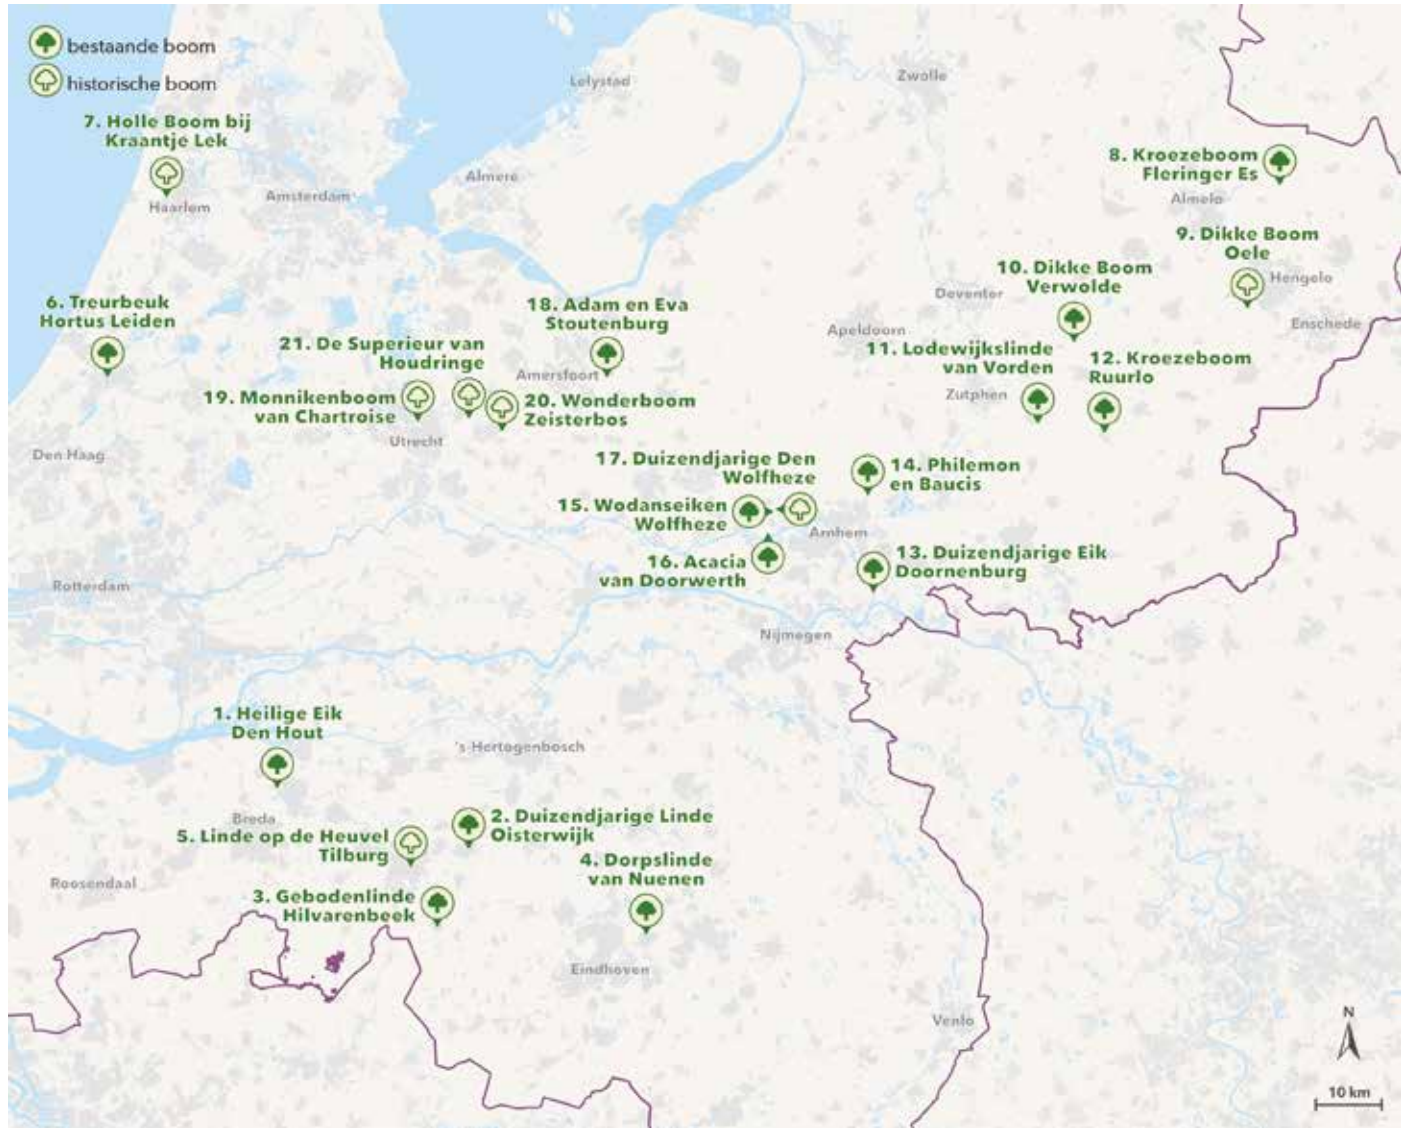 bestaande boom
historische boom
7. Holle Boom bij
Kraantje Lek
Haarlem
Amsterdam
Almere
Lelystad
Zwolle
8. Kroezeboom
Fleringer Es
Almelo
9. Dikke Boom
Oele
Hengelo
Enschede
10. Dikke Boom
Verwolde
Deventer
Apeldoorn
11. Lodewijkslinde
van Vorden
Zutphen
12. Kroezeboom
Ruurlo
6. Treurbeuk
Hortus Leiden
18. Adam en Eva
Stoutenburg
Amersfoort
21. De Superieur van
Houdringe
19. Monnikenboom
van Chartroise
20. Wonderboom
Zeisterbos
Utrecht
Den Haag
17. Duizendjarige Den
Wolfheze
14. Philemon
en Baucis
15. Wodanseiken
Wolfheze
Arnhem
16. Acacia
van Doorwerth
13. Duizendjarige Eik
Doornenburg
Rotterdam
Nijmegen
1. Heilige Eik
Den Hout
's-Hertogenbosch
Breda
2. Duizendjarige Linde
Oisterwijk
5. Linde op de Heuvel
Tilburg
4. Dorpslinde
van Nuenen
Roosendaal
3. Gebodenlinde
Hilvarenbeek
Eindhoven
Venlo
N
10 km